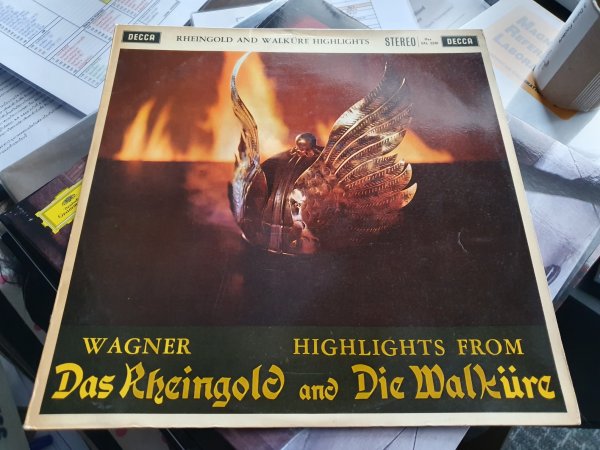 DECCA
RHEINGOLD AND WALKÜRE HIGHLIGHTS
STEREO
DECCA
WAGNER
HIGHLIGHTS FROM
Das Rheingold and Die Walküre